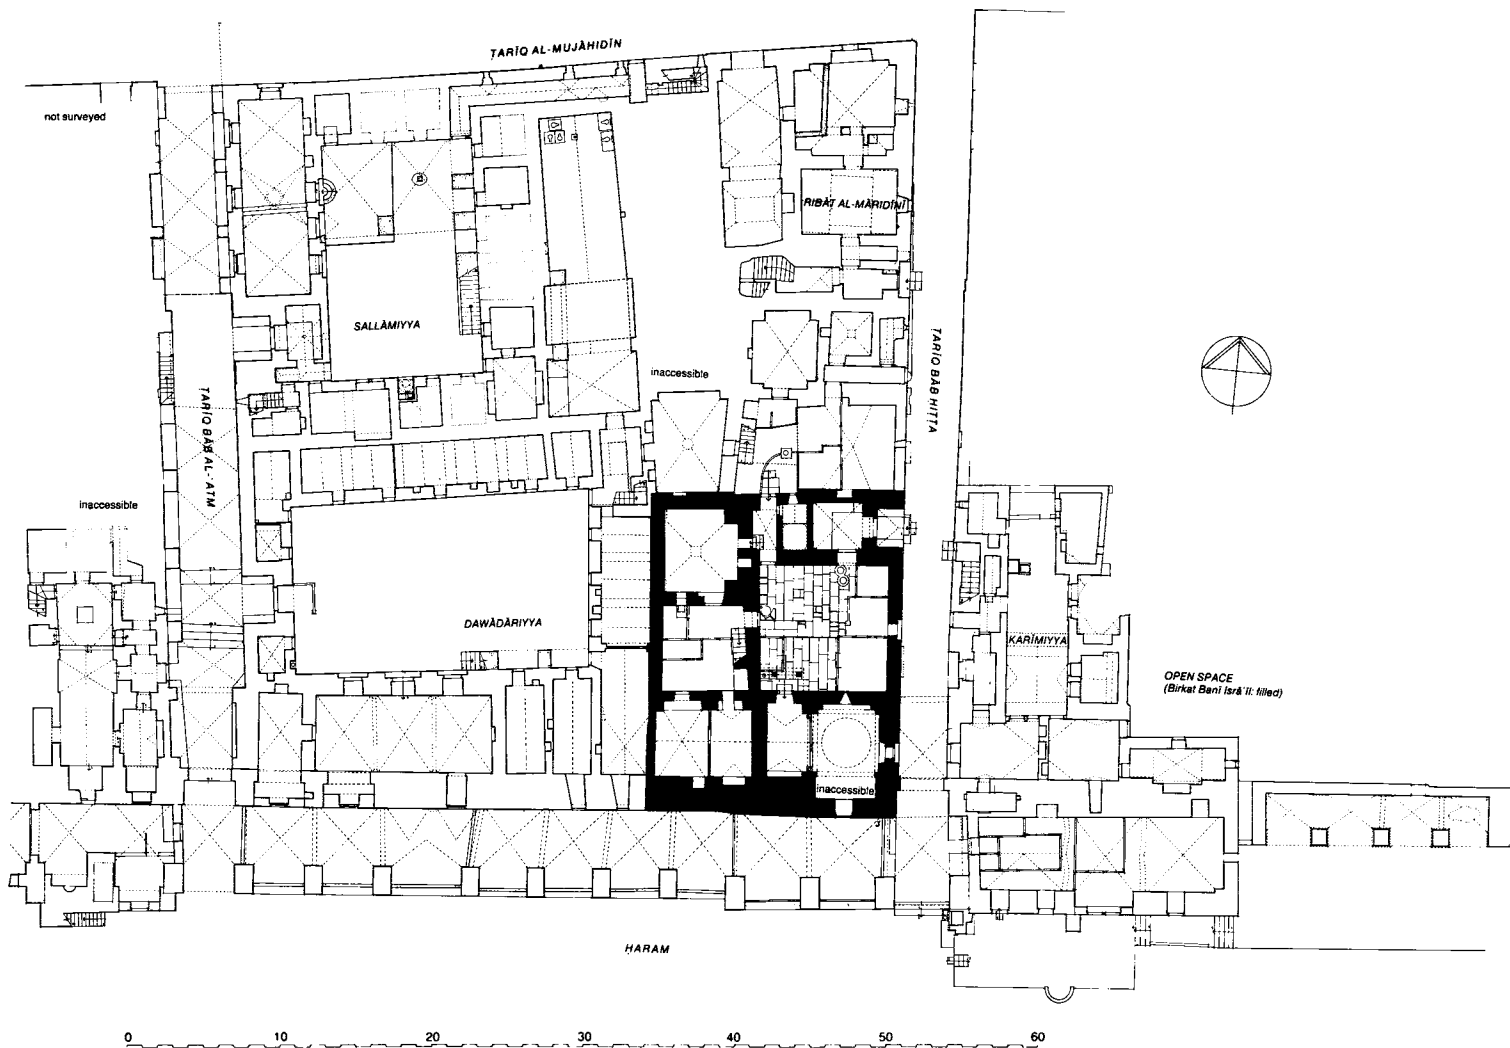 ṬARĪQ AL-MUJĀHIDĪN
not surveyed
RIBĀṬ AL-MĀRIDĪNĪ
SALLĀMIYYA
ṬARĪQ BĀB ḤIṬṬA
inaccessible
ṬARĪQ BĀB AL-ʿATM
inaccessible
DAWĀDĀRIYYA
KARĪMIYYA
OPEN SPACE
(Birkat Banī Isrāʾīl: filled)
inaccessible
ḤARAM
0 10 20 30 40 50 60